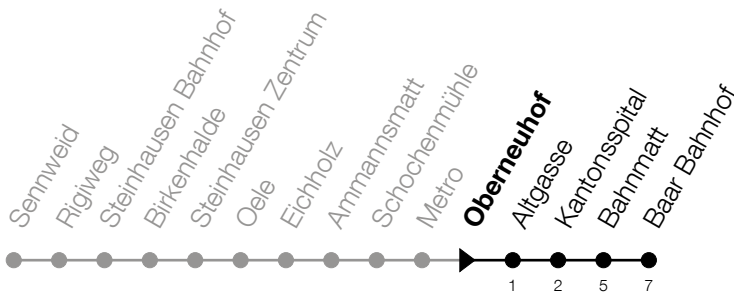 Sennweid
Rigiweg
Steinhausen Bahnhof
Birkenhalde
Steinhausen Zentrum
Oele
Eichholz
Ammannsmatt
Schochenmühle
Metro
Oberneuhof
Altgasse
Kantonsspital
Bahnmatt
Baar Bahnhof
1 2 5 7